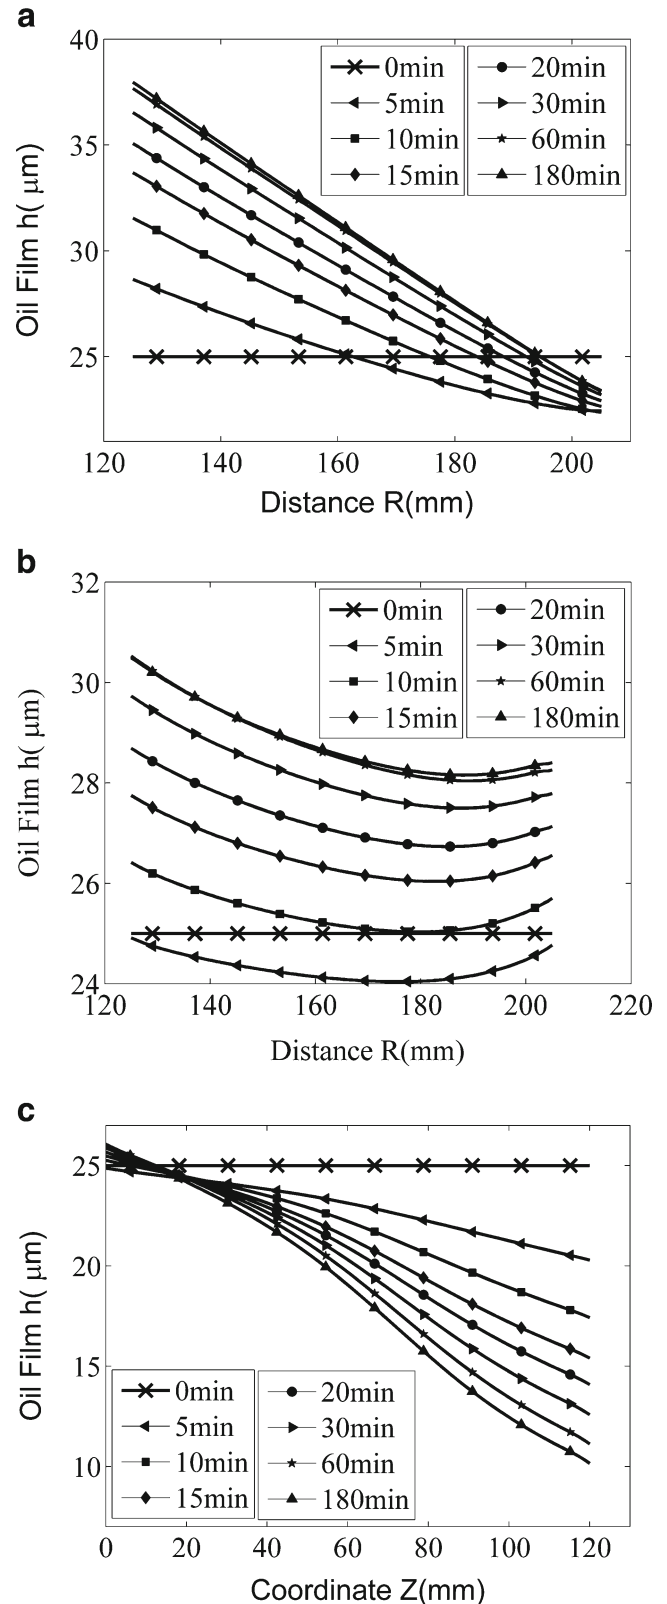 a
40
35
30
25
120 140 160 180 200
Oil Film h( μm)
Distance R(mm)
0min 20min
5min 30min
10min 60min
15min 180min
b
32
30
28
26
24
120 140 160 180 200 220
Oil Film h( μm)
Distance R(mm)
0min 20min
5min 30min
10min 60min
15min 180min
c
25
20
15
10
0 20 40 60 80 100 120
Oil Film h( μm)
Coordinate Z(mm)
0min 20min
5min 30min
10min 60min
15min 180min